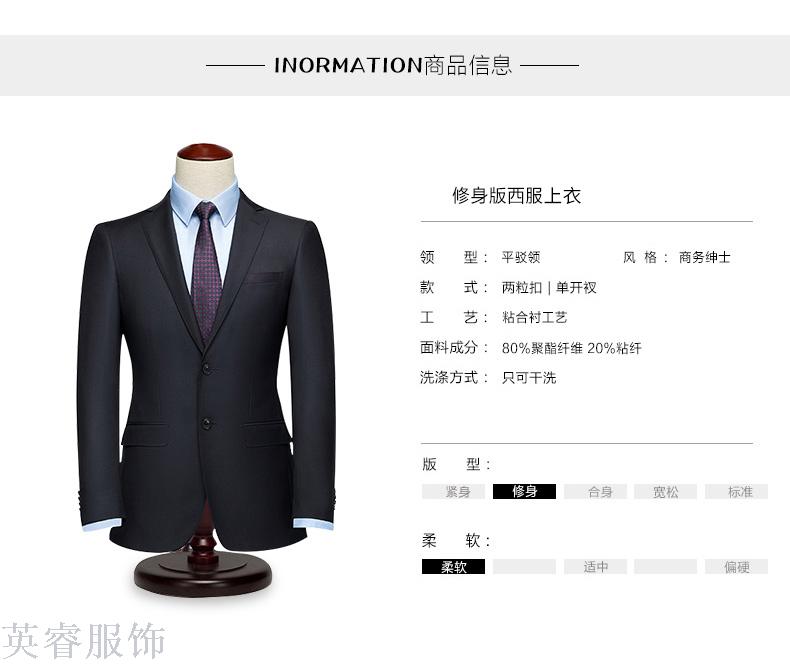 INORMATION商品信息
修身版西服上衣
领 型： 平驳领 风 格： 商务绅士
款 式： 两粒扣 | 单开衩
工 艺： 粘合衬工艺
面料成分： 80%聚酯纤维 20%粘纤
洗涤方式： 只可干洗
版 型：
紧身 修身 合身 宽松 标准
柔 软：
柔软 适中 偏硬
英睿服饰